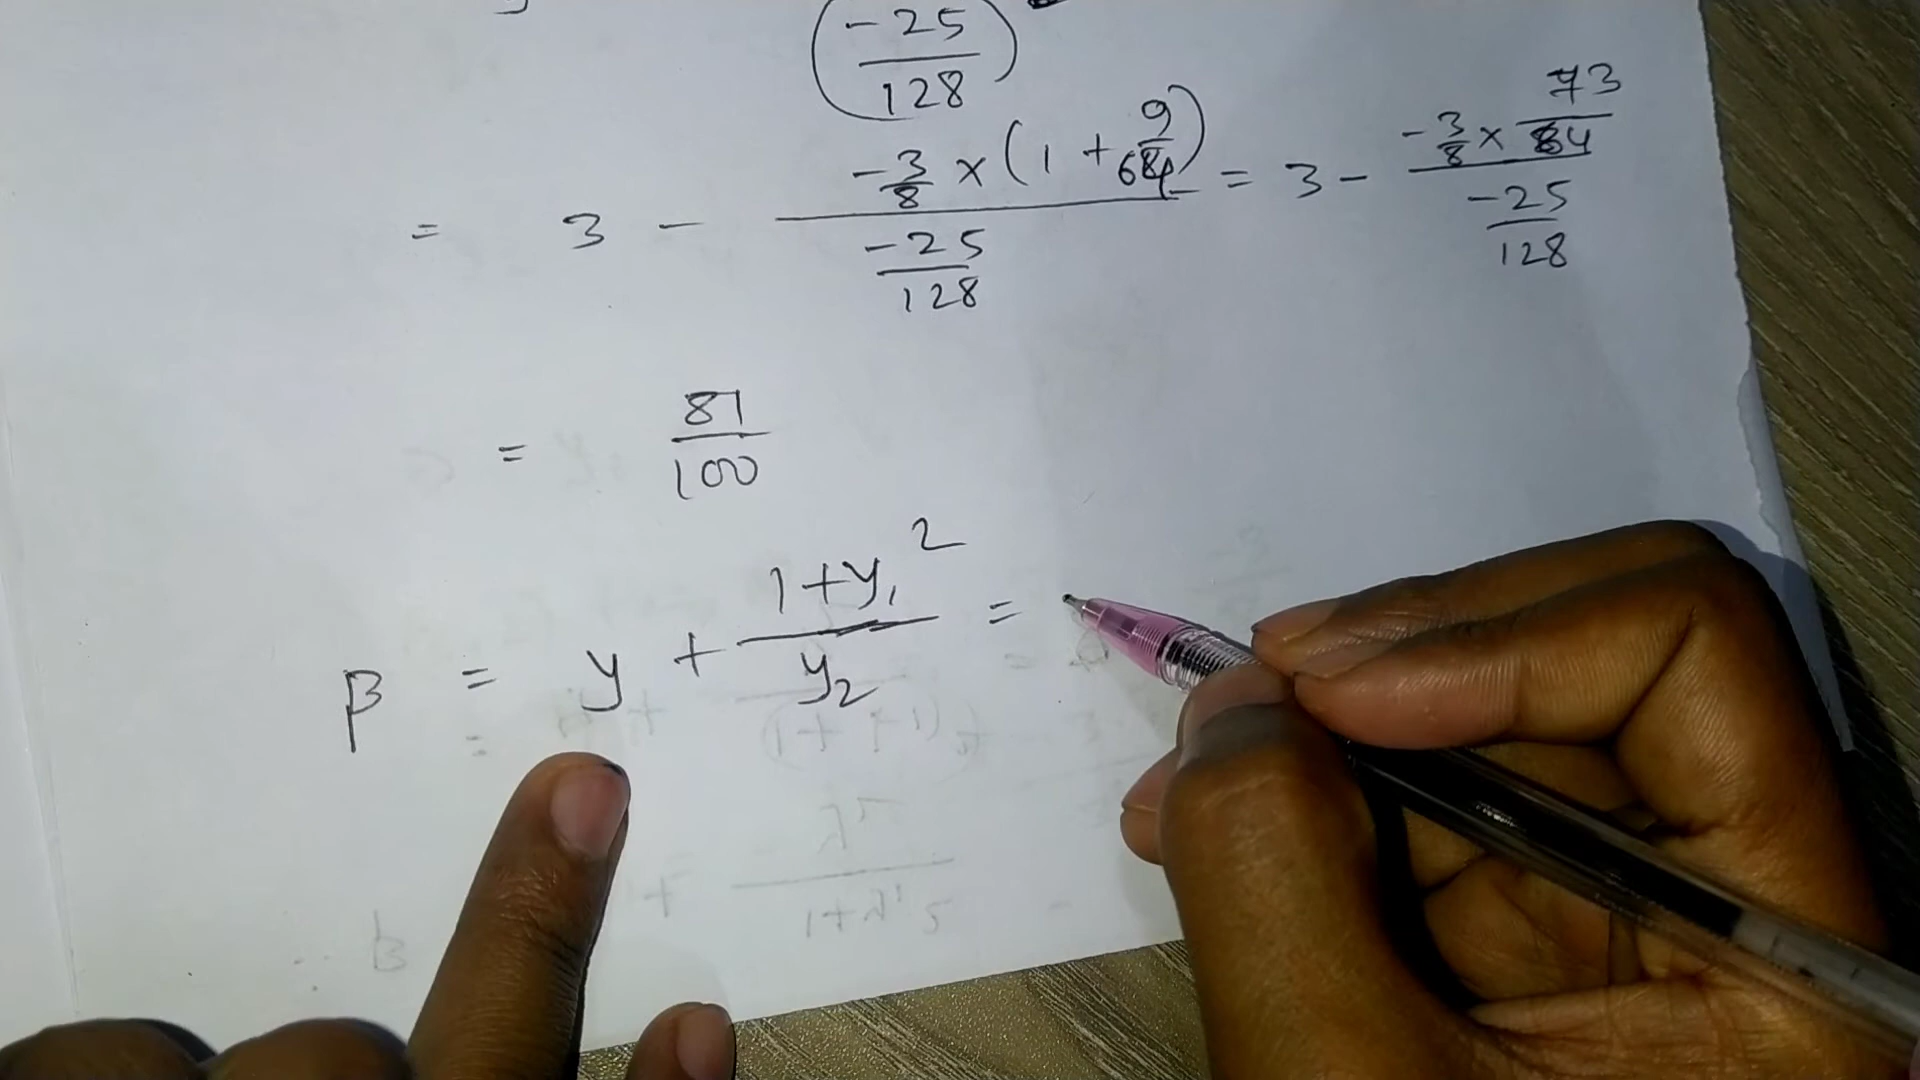 (-25/128)
= 3 - (-3/8 × (1 + 9/64)) / (-25/128) = 3 - (-3/8 × 73/64) / (-25/128)
= 81/100
β = y + (1+y₁²)/y₂ =